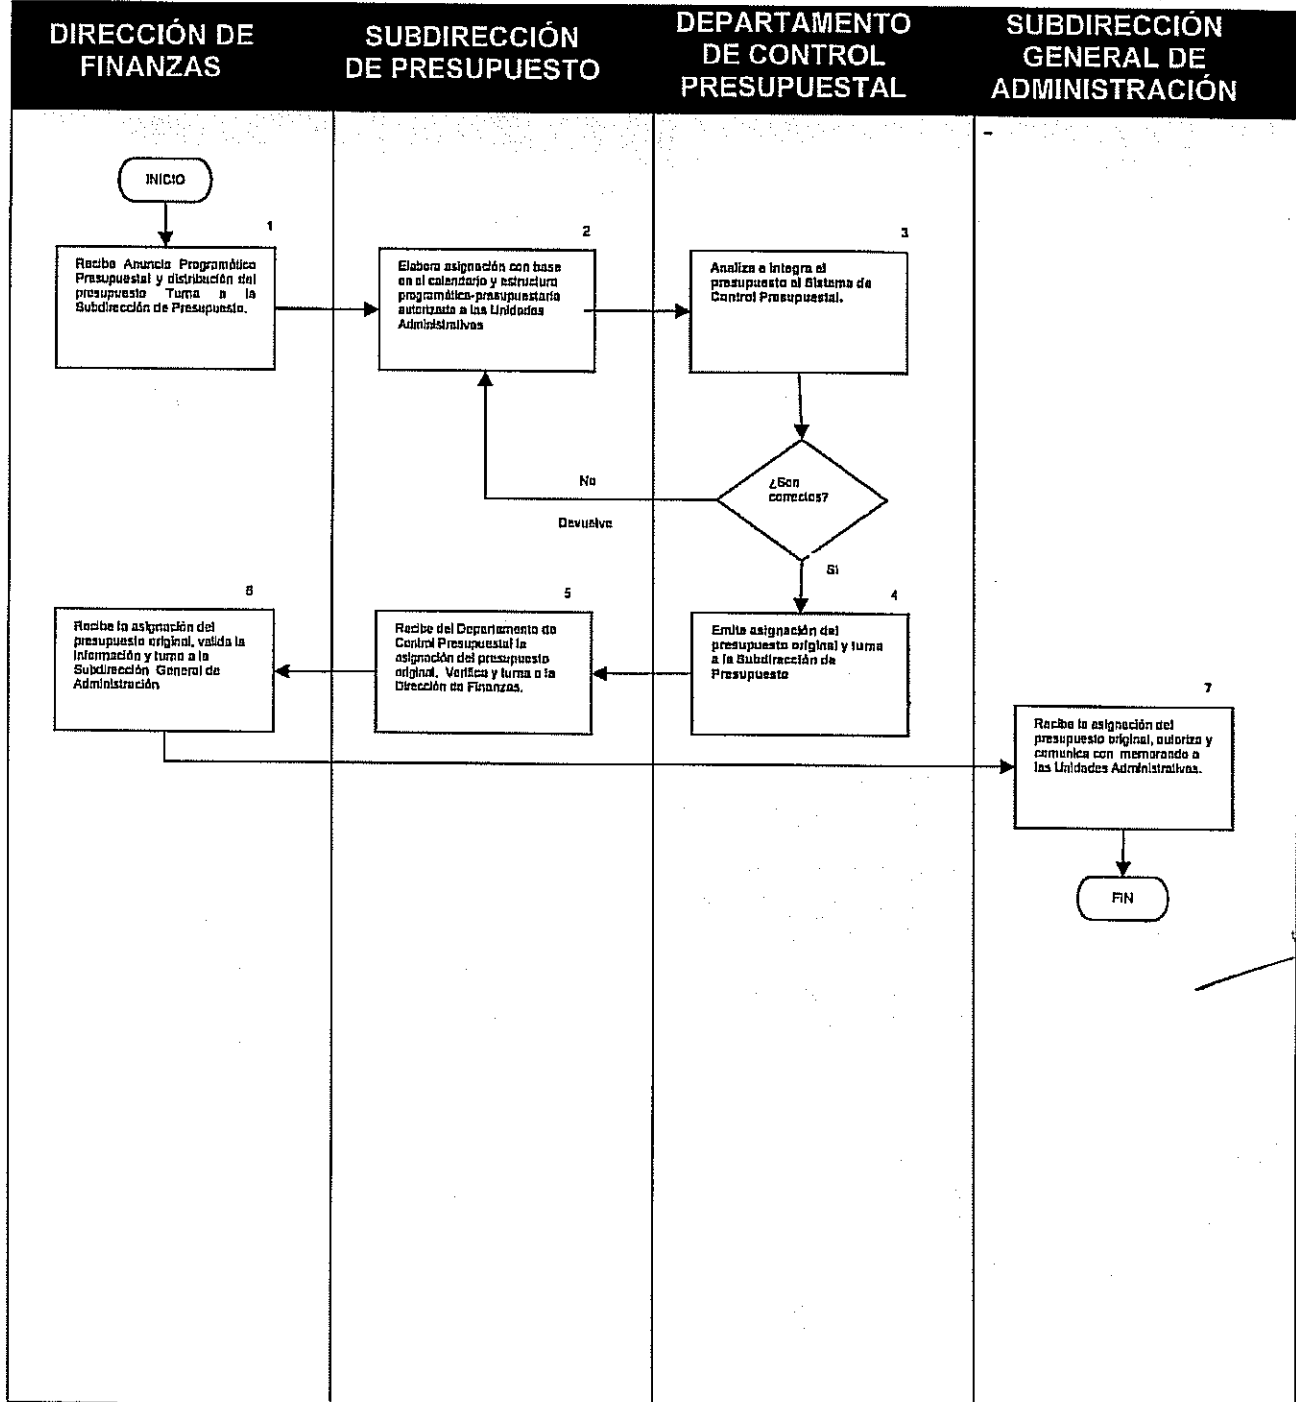 DIRECCIÓN DE
FINANZAS
SUBDIRECCIÓN
DE PRESUPUESTO
DEPARTAMENTO
DE CONTROL
PRESUPUESTAL
SUBDIRECCIÓN
GENERAL DE
ADMINISTRACIÓN
INICIO
1
Recibe Anuncio Programático
Presupuestal y distribución del
presupuesto Turna a la
Subdirección de Presupuesto.
2
Elabora asignación con base
en el calendario y estructura
programática-presupuestaria
autorizada a las Unidades
Administrativas
3
Analiza e integra el
presupuesto al Sistema de
Control Presupuestal.
¿Son
correctos?
No
Devuelve
Si
4
Emite asignación del
presupuesto original y turna
a la Subdirección de
Presupuesto
5
Recibe del Departamento de
Control Presupuestal la
asignación del presupuesto
original. Verifica y turna a la
Dirección de Finanzas.
6
Recibe la asignación del
presupuesto original, valida la
información y turna a la
Subdirección General de
Administración
7
Recibe la asignación del
presupuesto original, autoriza y
comunica con memorando a
las Unidades Administrativas.
FIN